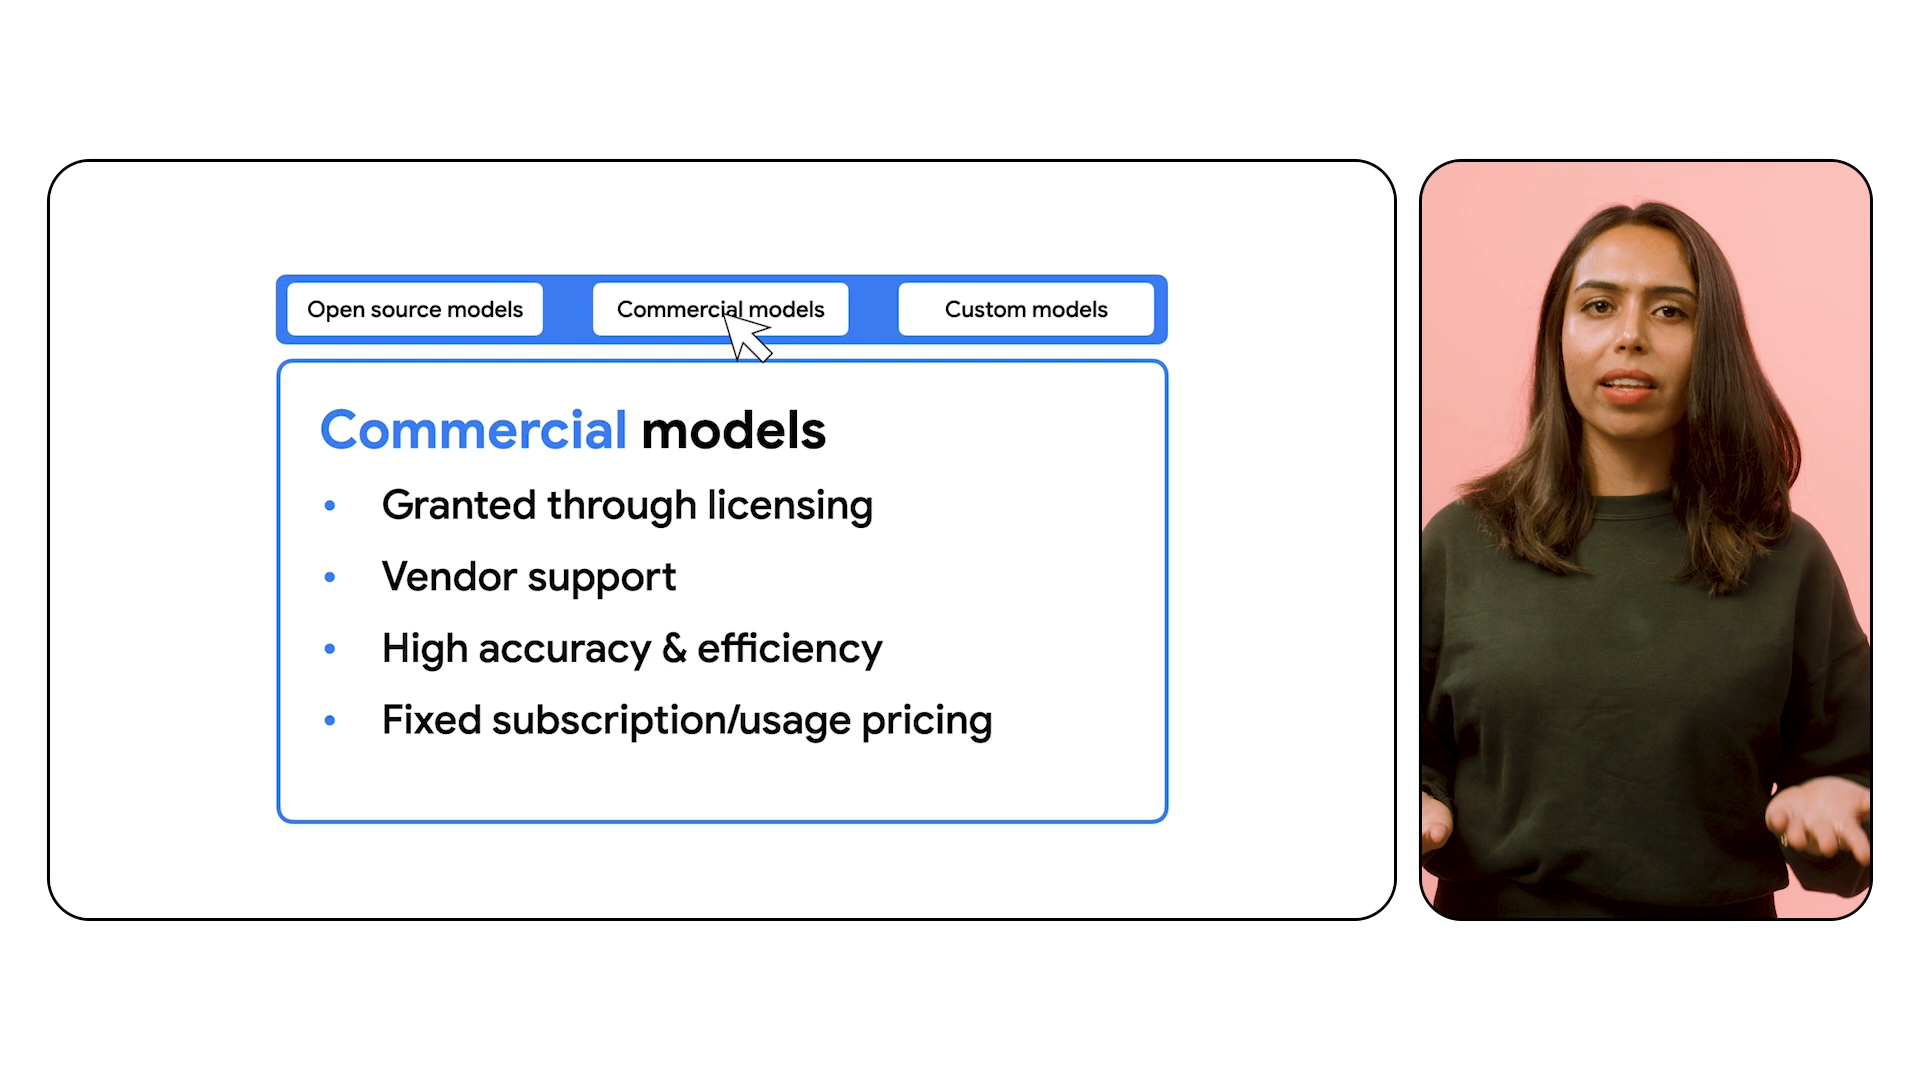 Open source models
Commercial models
Custom models
Commercial models
• Granted through licensing
• Vendor support
• High accuracy & efficiency
• Fixed subscription/usage pricing